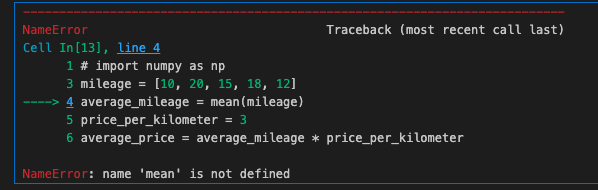 ---------------------------------------------------------------------------
NameError                                 Traceback (most recent call last)
Cell In[13], line 4
      1 # import numpy as np
      3 mileage = [10, 20, 15, 18, 12]
----> 4 average_mileage = mean(mileage)
      5 price_per_kilometer = 3
      6 average_price = average_mileage * price_per_kilometer
NameError: name 'mean' is not defined